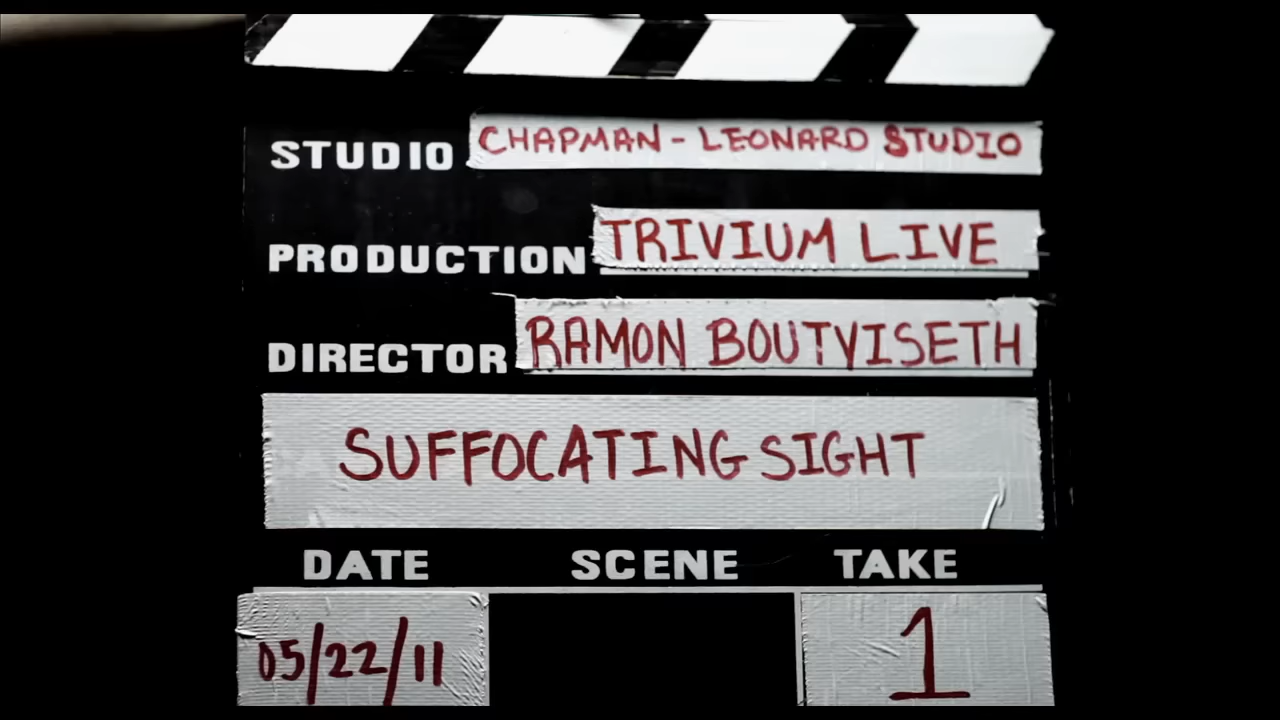 STUDIO CHAPMAN-LEONARD STUDIO
PRODUCTION TRIVIUM LIVE
DIRECTOR RAMON BOUTVISETH
SUFFOCATING SIGHT
DATE SCENE TAKE
05/22/11 1